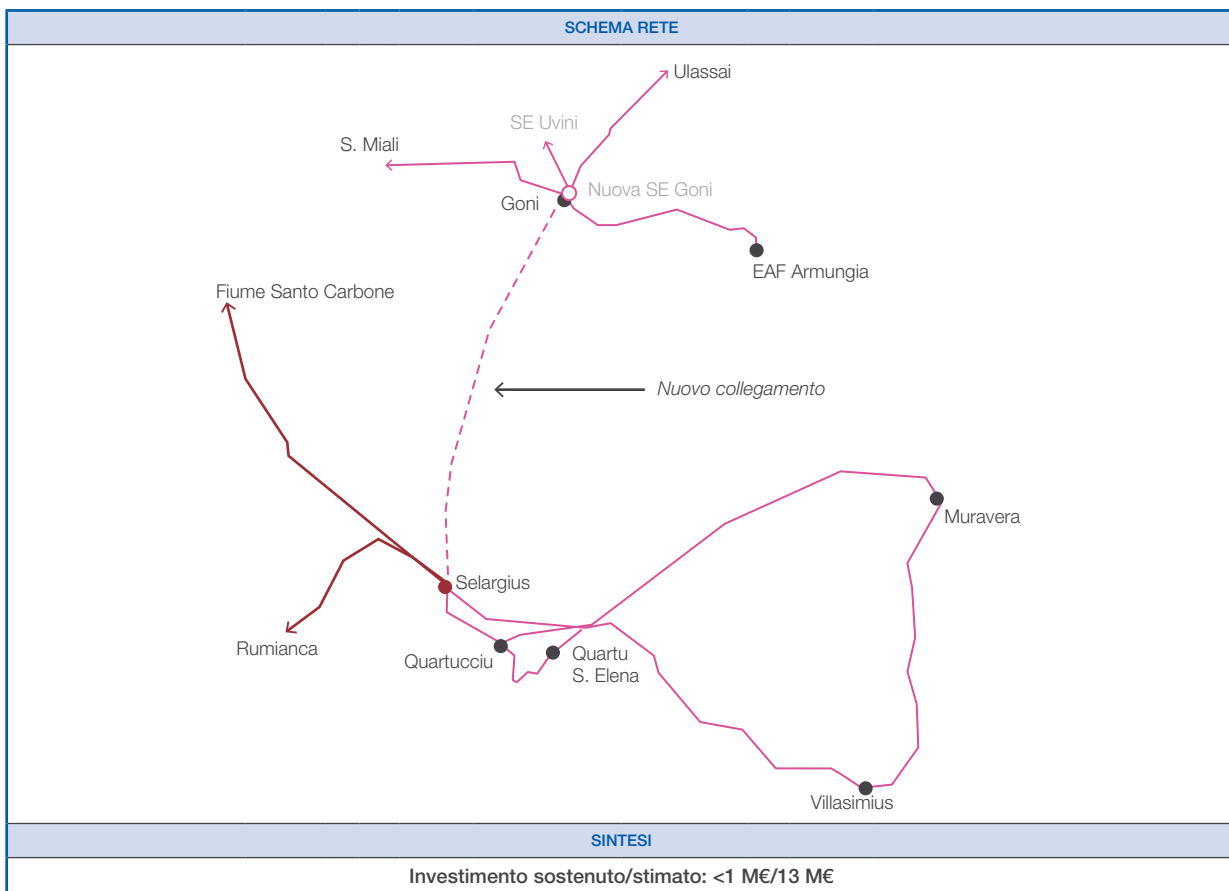 SCHEMA RETE
Ulassai
SE Uvini
S. Miali
Nuova SE Goni
Goni
EAF Armungia
Fiume Santo Carbone
Nuovo collegamento
Muravera
Selargius
Rumianca
Quartucciu
Quartu
S. Elena
Villasimius
SINTESI
Investimento sostenuto/stimato: <1 M€/13 M€